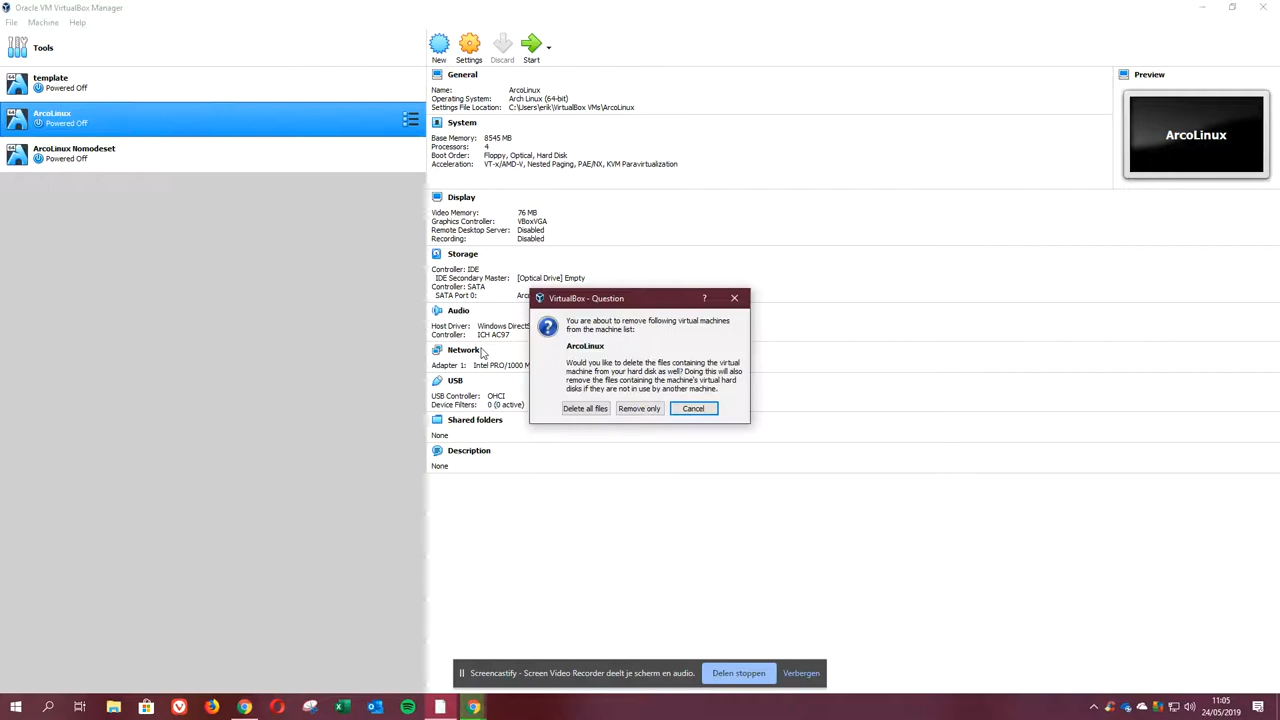 Oracle VM VirtualBox Manager
File Machine Help
Tools
New Settings Discard Start
64 template
Powered Off
64 ArcoLinux
Powered Off
64 ArcoLinux Nomodeset
Powered Off
General
Name: ArcoLinux
Operating System: Arch Linux (64-bit)
Settings File Location: C:\Users\erik\VirtualBox VMs\ArcoLinux
Preview
ArcoLinux
System
Base Memory: 8545 MB
Processors: 4
Boot Order: Floppy, Optical, Hard Disk
Acceleration: VT-x/AMD-V, Nested Paging, PAE/NX, KVM Paravirtualization
Display
Video Memory: 76 MB
Graphics Controller: VBoxVGA
Remote Desktop Server: Disabled
Recording: Disabled
Storage
Controller: IDE
IDE Secondary Master: [Optical Drive] Empty
Controller: SATA
SATA Port 0: Arc
Audio
Host Driver: Windows DirectS
Controller: ICH AC97
Network
Adapter 1: Intel PRO/1000 M
USB
USB Controller: OHCI
Device Filters: 0 (0 active)
Shared folders
None
Description
None
VirtualBox - Question ?
You are about to remove following virtual machines
from the machine list:
ArcoLinux
Would you like to delete the files containing the virtual
machine from your hard disk as well? Doing this will also
remove the files containing the machine's virtual hard
disks if they are not in use by another machine.
Delete all files Remove only Cancel
Screencastify - Screen Video Recorder deelt je scherm en audio. Delen stoppen Verbergen
11:05
24/05/2019